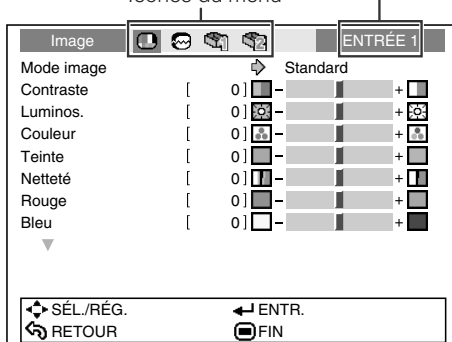 Icônes du menu
Image ENTRÉE 1
Mode image Standard
Contraste [ 0 ] - +
Luminos. [ 0 ] - +
Couleur [ 0 ] - +
Teinte [ 0 ] - +
Netteté [ 0 ] - +
Rouge [ 0 ] - +
Bleu [ 0 ] - +
SÉL./RÉG. ENTR.
RETOUR FIN